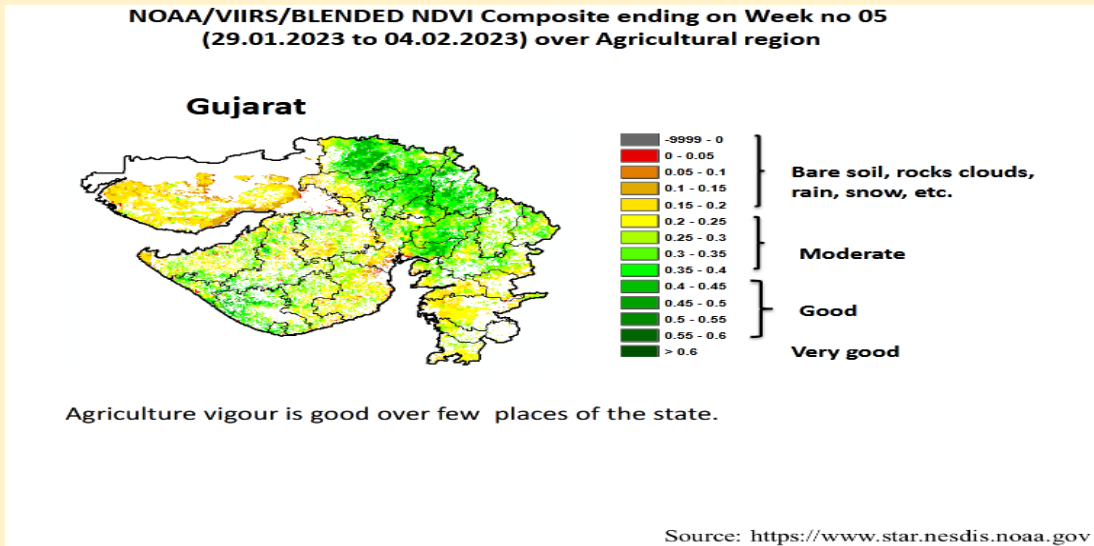 NOAA/VIIRS/BLENDED NDVI Composite ending on Week no 05
(29.01.2023 to 04.02.2023) over Agricultural region
Gujarat
-9999 - 0
0 - 0.05
0.05 - 0.1
0.1 - 0.15
0.15 - 0.2
0.2 - 0.25
0.25 - 0.3
0.3 - 0.35
0.35 - 0.4
0.4 - 0.45
0.45 - 0.5
0.5 - 0.55
0.55 - 0.6
> 0.6
Bare soil, rocks clouds,
rain, snow, etc.
Moderate
Good
Very good
Agriculture vigour is good over few  places of the state.
Source: https://www.star.nesdis.noaa.gov